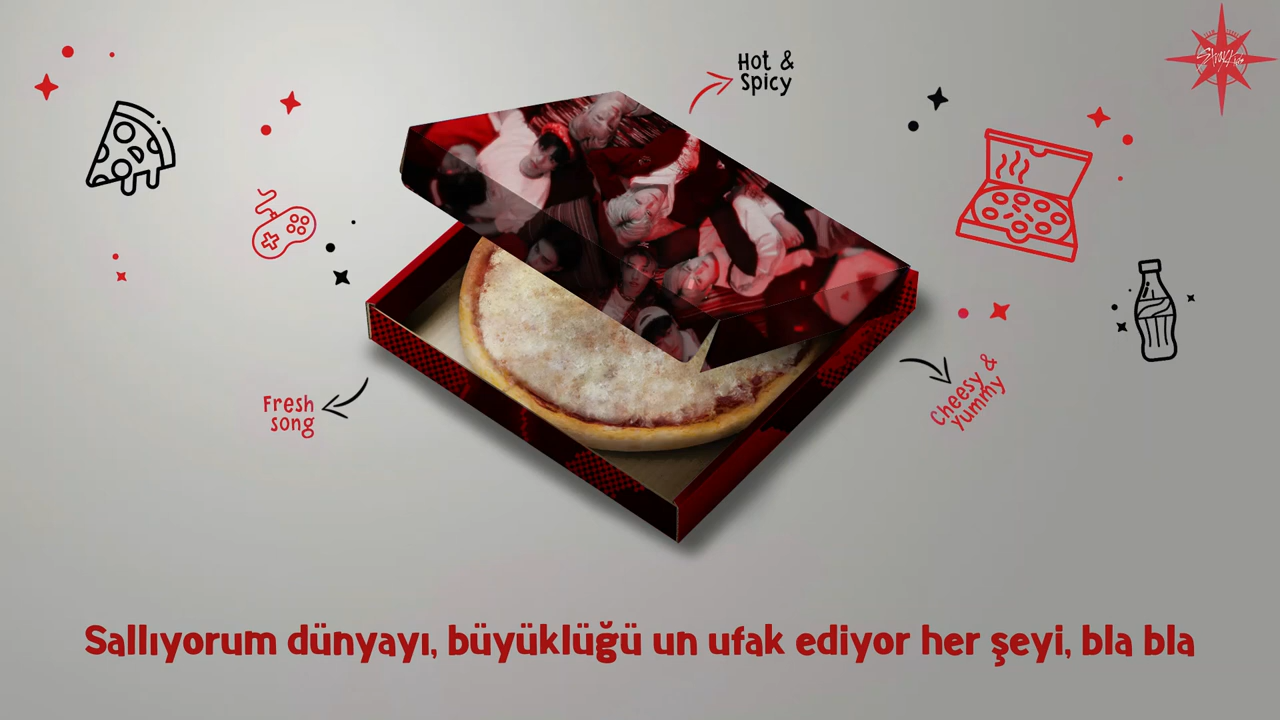 Hot &
Spicy
Fresh
song
Cheesy &
yummy
Sallıyorum dünyayı, büyüklüğü un ufak ediyor her şeyi, bla bla